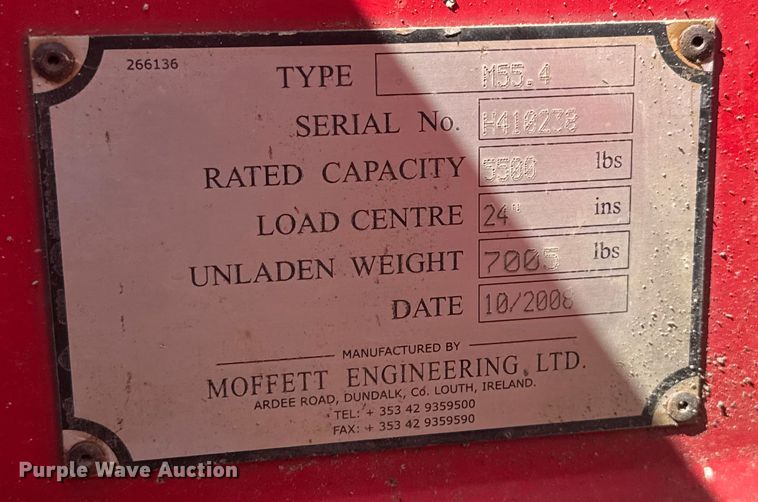 266136
TYPE M55.4
SERIAL No. H410238
RATED CAPACITY 5500 lbs
LOAD CENTRE 24" ins
UNLADEN WEIGHT 7005 lbs
DATE 10/2008
MANUFACTURED BY
MOFFETT ENGINEERING, LTD.
ARDEE ROAD, DUNDALK, Co. LOUTH, IRELAND.
TEL: + 353 42 9359500
FAX: + 353 42 9359590
Purple Wave Auction